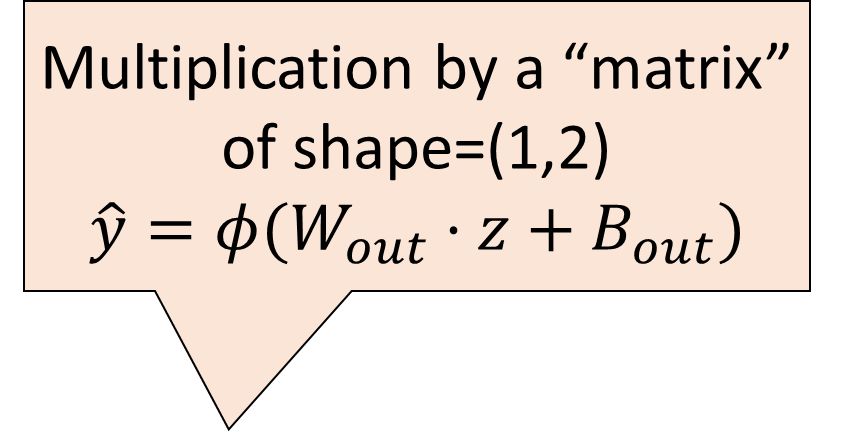 Multiplication by a “matrix”
of shape=(1,2)
ŷ = ϕ(W_out · z + B_out)